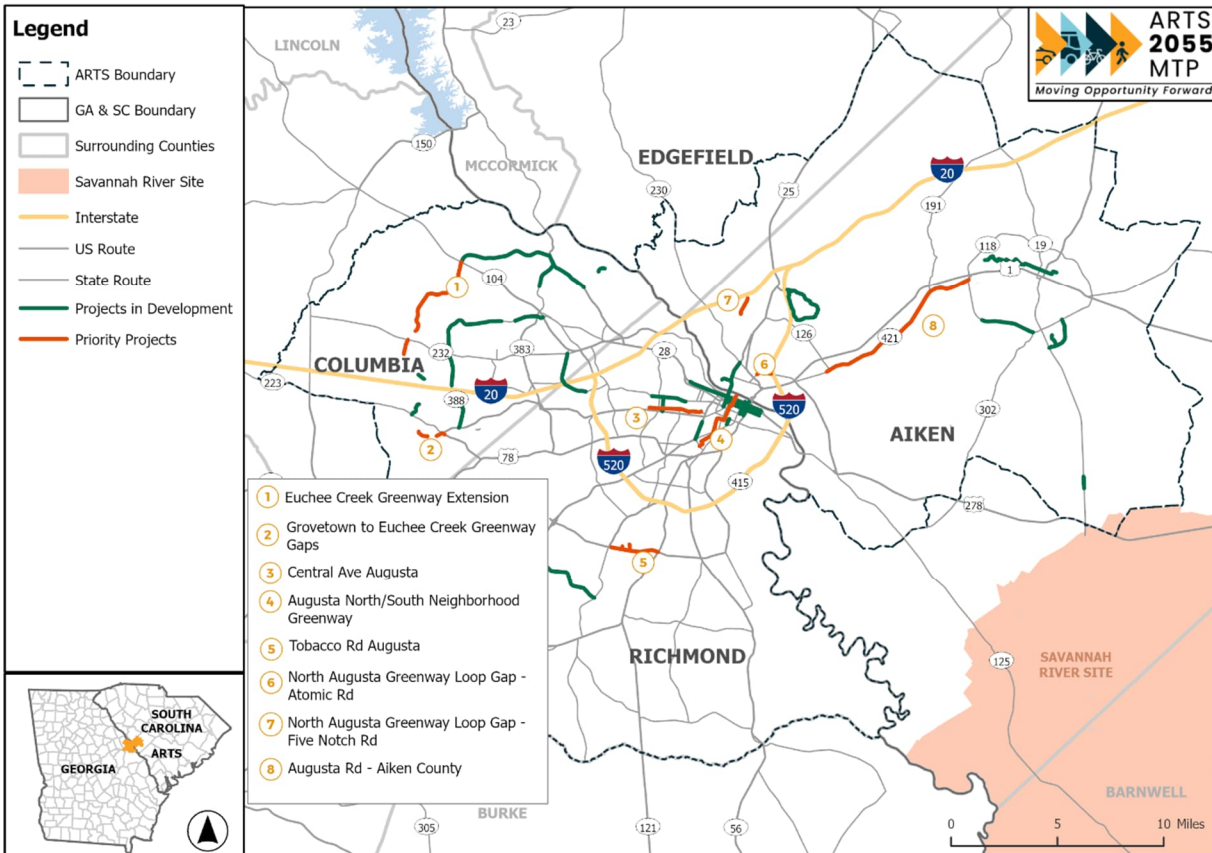 Legend
ARTS Boundary
GA & SC Boundary
Surrounding Counties
Savannah River Site
Interstate
US Route
State Route
Projects in Development
Priority Projects
ARTS
2055
MTP
Moving Opportunity Forward
23
LINCOLN
150
MCCORMICK
EDGEFIELD
230
25
20
191
118
19
1
104
1
7
126
421
8
232
383
28
COLUMBIA
6
223
20
388
3
520
302
AIKEN
2
78
4
520
415
278
5
RICHMOND
125
SAVANNAH
RIVER SITE
BARNWELL
BURKE
305
121
56
0 5 10 Miles
1 Euchee Creek Greenway Extension
2 Grovetown to Euchee Creek Greenway
Gaps
3 Central Ave Augusta
4 Augusta North/South Neighborhood
Greenway
5 Tobacco Rd Augusta
6 North Augusta Greenway Loop Gap -
Atomic Rd
7 North Augusta Greenway Loop Gap -
Five Notch Rd
8 Augusta Rd - Aiken County
SOUTH
CAROLINA
ARTS
GEORGIA